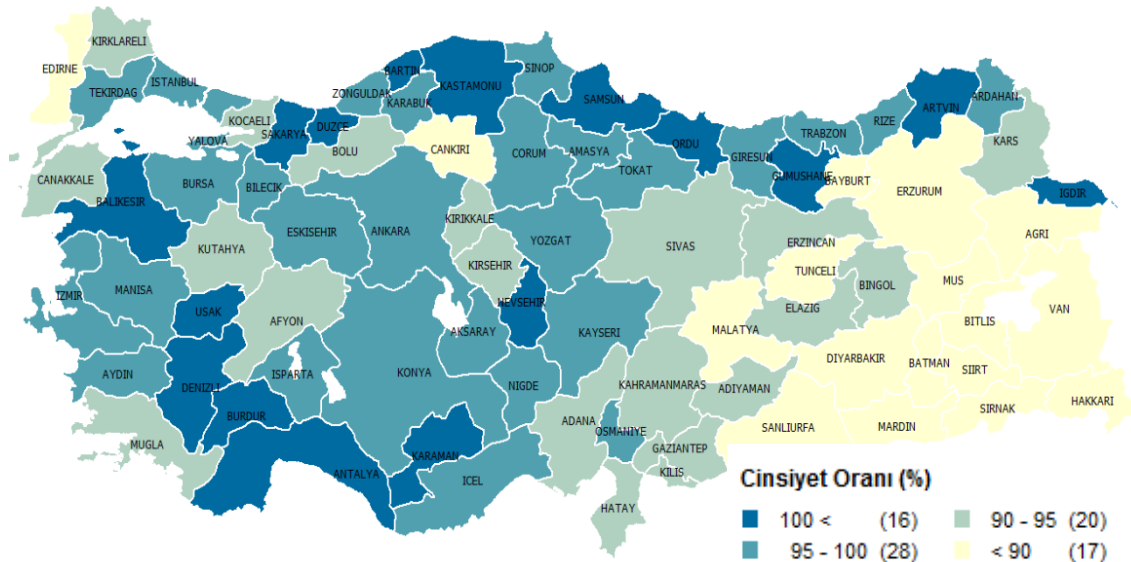 KIRKLARELI
EDIRNE
TEKIRDAG
ISTANBUL
KOCAELI
YALOVA
SAKARYA
DUZCE
ZONGULDAK
BARTIN
KARABUK
KASTAMONU
SINOP
SAMSUN
BOLU
CANKIRI
CORUM
AMASYA
TOKAT
ORDU
GIRESUN
GUMUSHANE
TRABZON
RIZE
ARTVIN
ARDAHAN
KARS
BAYBURT
ERZURUM
IGDIR
CANAKKALE
BALIKESIR
BURSA
BILECIK
ESKISEHIR
ANKARA
KIRIKKALE
YOZGAT
SIVAS
ERZINCAN
AGRI
KUTAHYA
KIRSEHIR
TUNCELI
BINGOL
MUS
IZMIR
MANISA
USAK
AFYON
AKSARAY
NEVSEHIR
KAYSERI
MALATYA
ELAZIG
BITLIS
VAN
DIYARBAKIR
BATMAN
SIIRT
AYDIN
DENIZLI
ISPARTA
KONYA
NIGDE
KAHRAMANMARAS
ADIYAMAN
SIRNAK
HAKKARI
MUGLA
BURDUR
ANTALYA
KARAMAN
ICEL
ADANA
OSMANIYE
GAZIANTEP
KILIS
SANLIURFA
MARDIN
HATAY
Cinsiyet Oranı (%)
100 < (16)
90 - 95 (20)
95 - 100 (28)
< 90 (17)